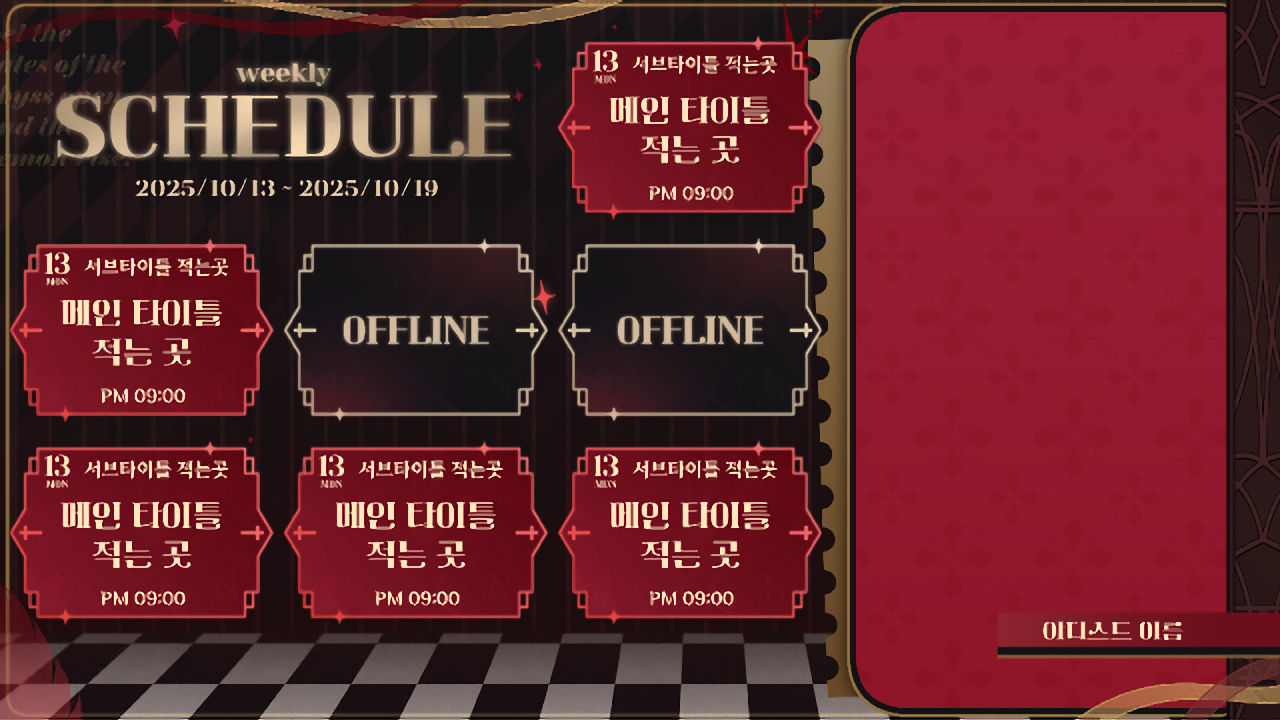 weekly
SCHEDULE
2025/10/13 ~ 2025/10/19
13 서브타이틀 적는곳
MON
메인 타이틀
적는 곳
PM 09:00
13 서브타이틀 적는곳
MON
메인 타이틀
적는 곳
PM 09:00
OFFLINE
OFFLINE
13 서브타이틀 적는곳
MON
메인 타이틀
적는 곳
PM 09:00
13 서브타이틀 적는곳
MON
메인 타이틀
적는 곳
PM 09:00
13 서브타이틀 적는곳
MON
메인 타이틀
적는 곳
PM 09:00
이디스드 이름